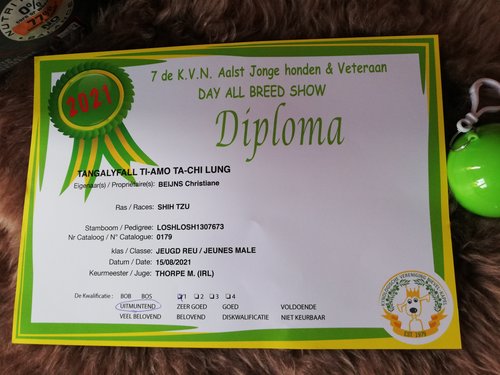 7 de K.V.N. Aalst Jonge honden & Veteraan
DAY ALL BREED SHOW
2021
Diploma
TANGALYFALL TI-AMO TA-CHI LUNG
Eigenaar(s) / Propriétaire(s): BEIJNS Christiane
Ras / Races: SHIH TZU
Stamboom / Pedigree: LOSHLOSH1307673
Nr Cataloog / N° Catalogue: 0179
klas / Classe: JEUGD REU / JEUNES MALE
Datum / Date: 15/08/2021
Keurmeester / Juge: THORPE M. (IRL)
De Kwalificatie: BOB BOS 1 2 3 4
UITMUNTEND ZEER GOED GOED VOLDOENDE
VEEL BELOVEND BELOVEND DISKWALIFICATIE NIET KEURBAAR
EST. 1979